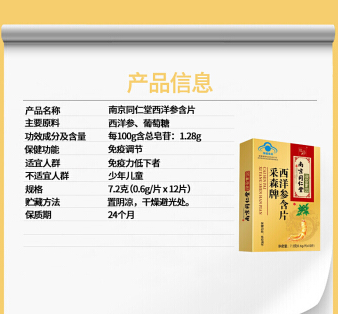 产品信息
产品名称 南京同仁堂西洋参含片
主要原料 西洋参、葡萄糖
功效成分及含量 每100g含总皂苷：1.28g
保健功能 免疫调节
适宜人群 免疫力低下者
不适宜人群 少年儿童
规格 7.2克(0.6g/片 x 12片)
贮藏方法 置阴凉，干燥避光处。
保质期 24个月
南京同仁堂
西洋参含片
采森牌